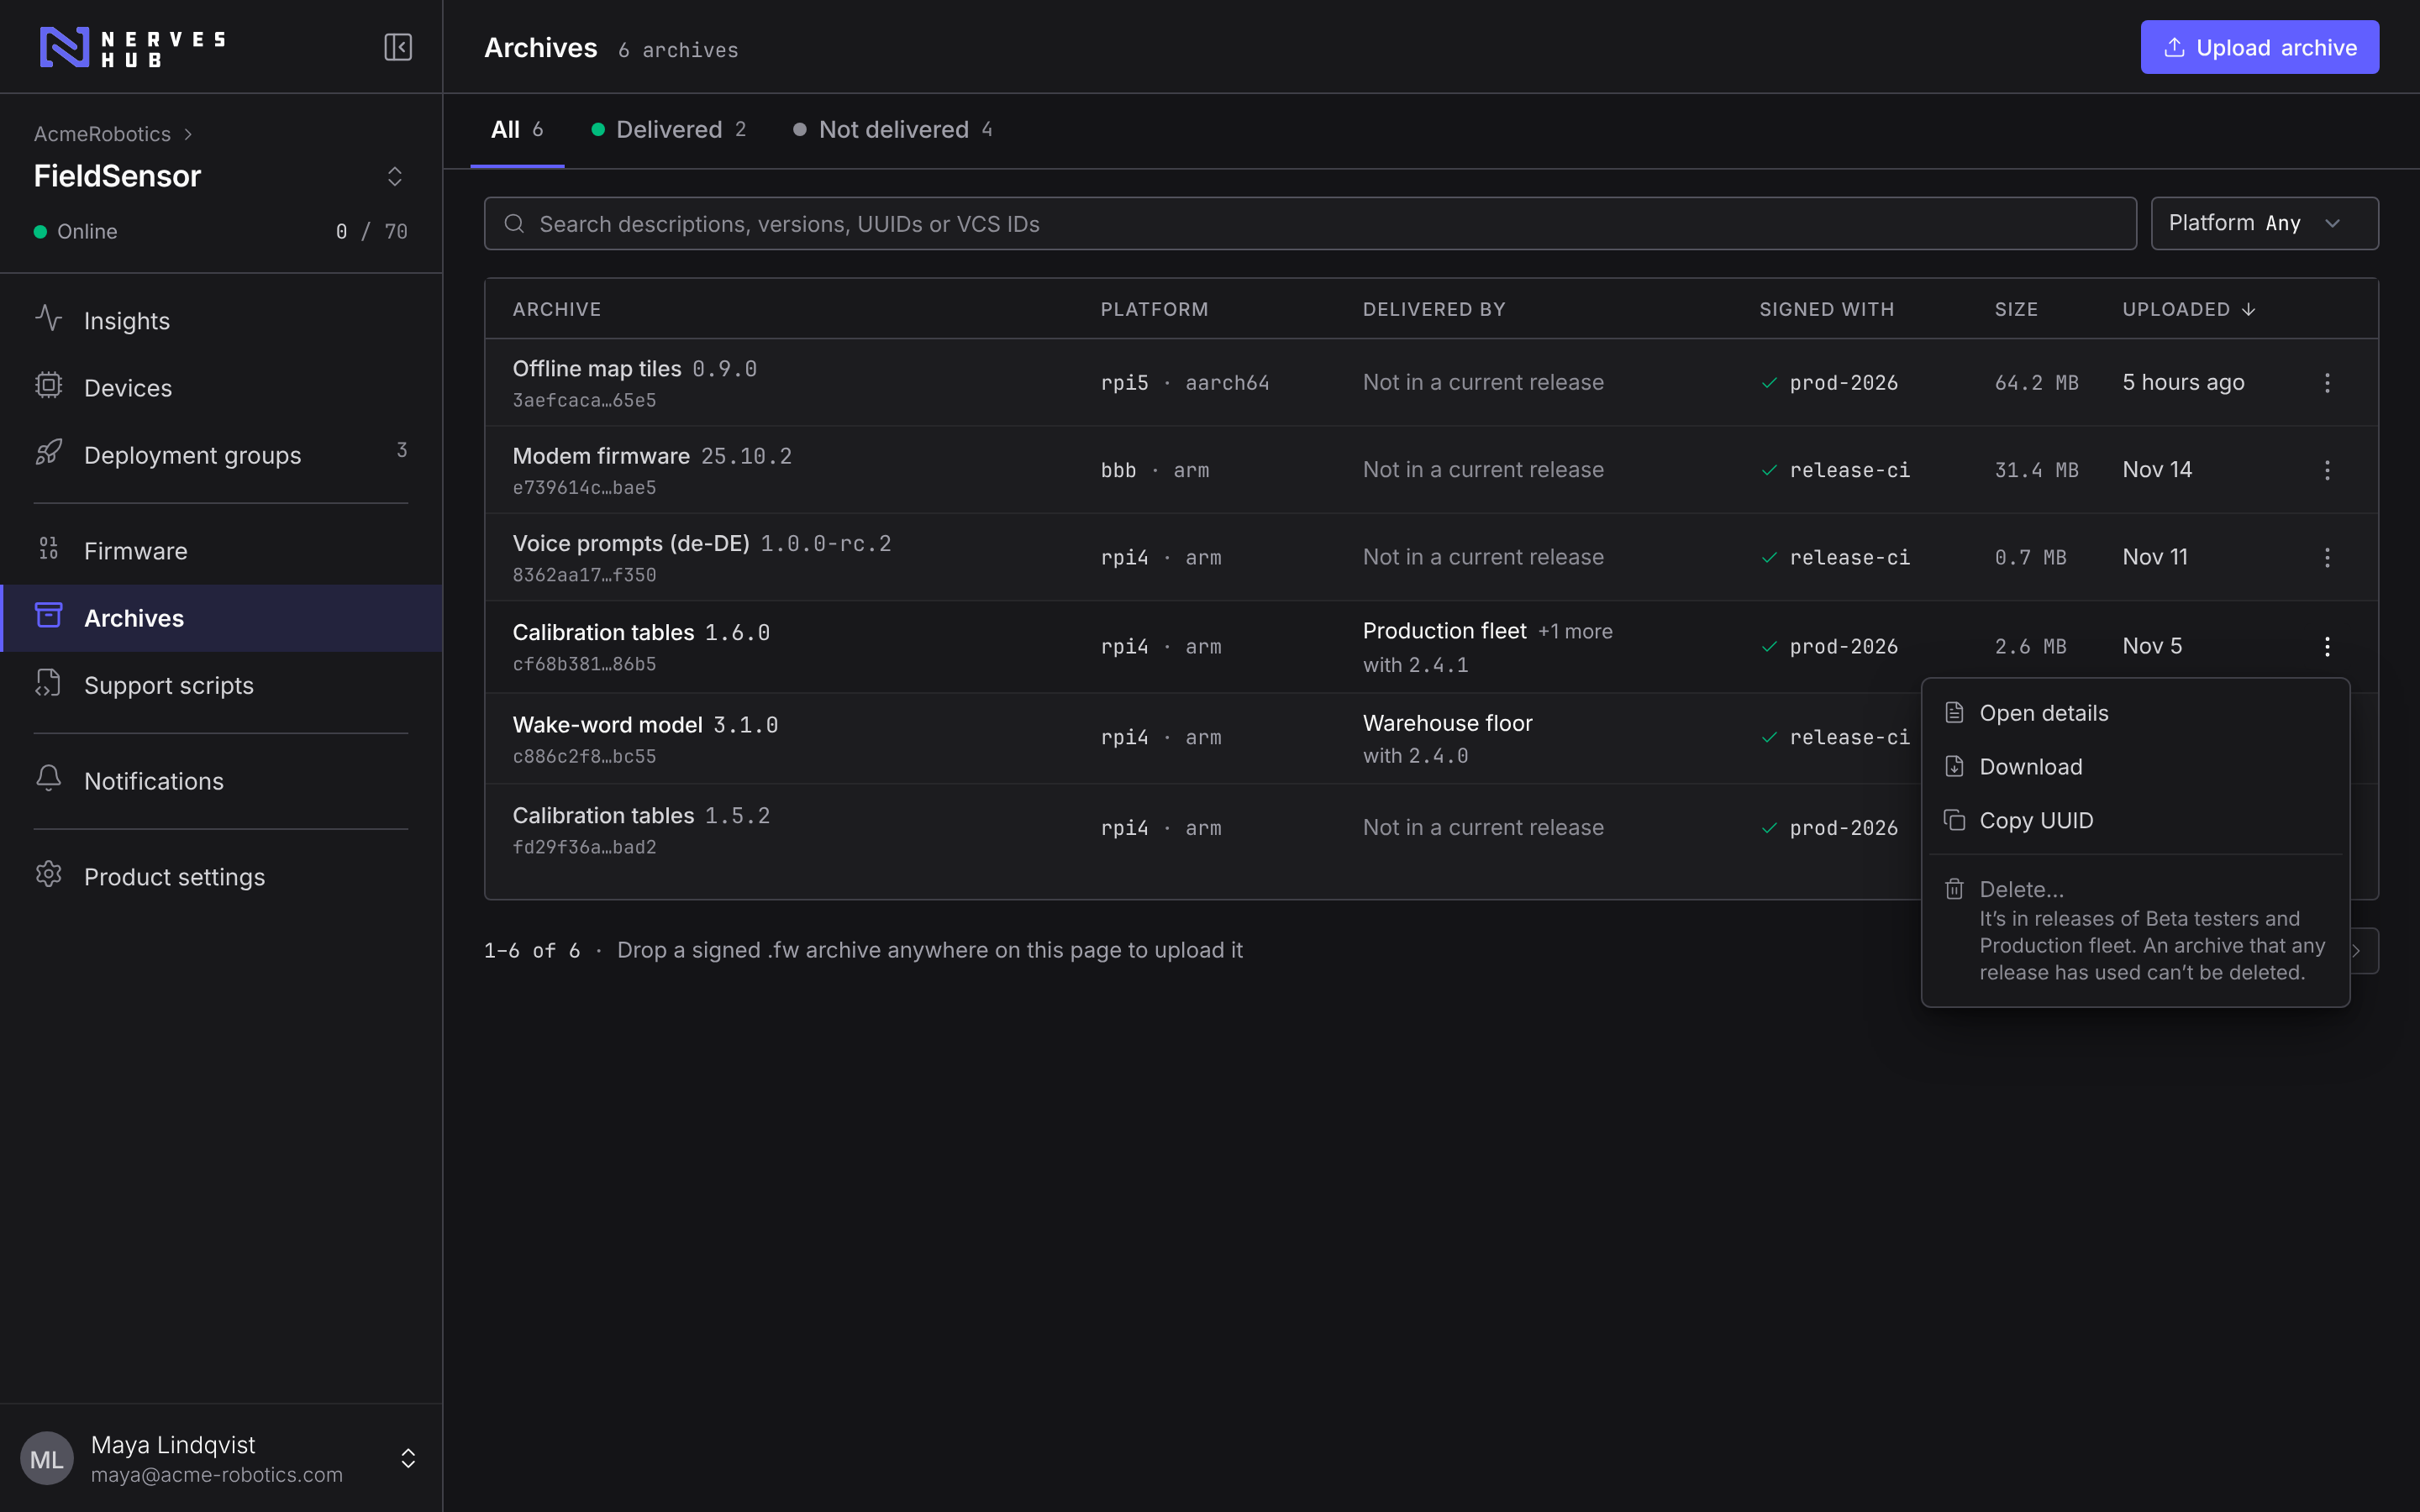 NERVES
HUB
AcmeRobotics
FieldSensor
Online 0 / 70
Insights
Devices
Deployment groups 3
Firmware
Archives
Support scripts
Notifications
Product settings
ML
Maya Lindqvist
maya@acme-robotics.com
Archives 6 archives
Upload archive
All 6 Delivered 2 Not delivered 4
Search descriptions, versions, UUIDs or VCS IDs
Platform Any
ARCHIVE PLATFORM DELIVERED BY SIGNED WITH SIZE UPLOADED
Offline map tiles 0.9.0
3aefcaca…65e5
rpi5 · aarch64
Not in a current release
prod-2026
64.2 MB
5 hours ago
Modem firmware 25.10.2
e739614c…bae5
bbb · arm
Not in a current release
release-ci
31.4 MB
Nov 14
Voice prompts (de-DE) 1.0.0-rc.2
8362aa17…f350
rpi4 · arm
Not in a current release
release-ci
0.7 MB
Nov 11
Calibration tables 1.6.0
cf68b381…86b5
rpi4 · arm
Production fleet +1 more
with 2.4.1
prod-2026
2.6 MB
Nov 5
Wake-word model 3.1.0
c886c2f8…bc55
rpi4 · arm
Warehouse floor
with 2.4.0
release-ci
Calibration tables 1.5.2
fd29f36a…bad2
rpi4 · arm
Not in a current release
prod-2026
Open details
Download
Copy UUID
Delete…
It’s in releases of Beta testers and
Production fleet. An archive that any
release has used can’t be deleted.
1–6 of 6 · Drop a signed .fw archive anywhere on this page to upload it